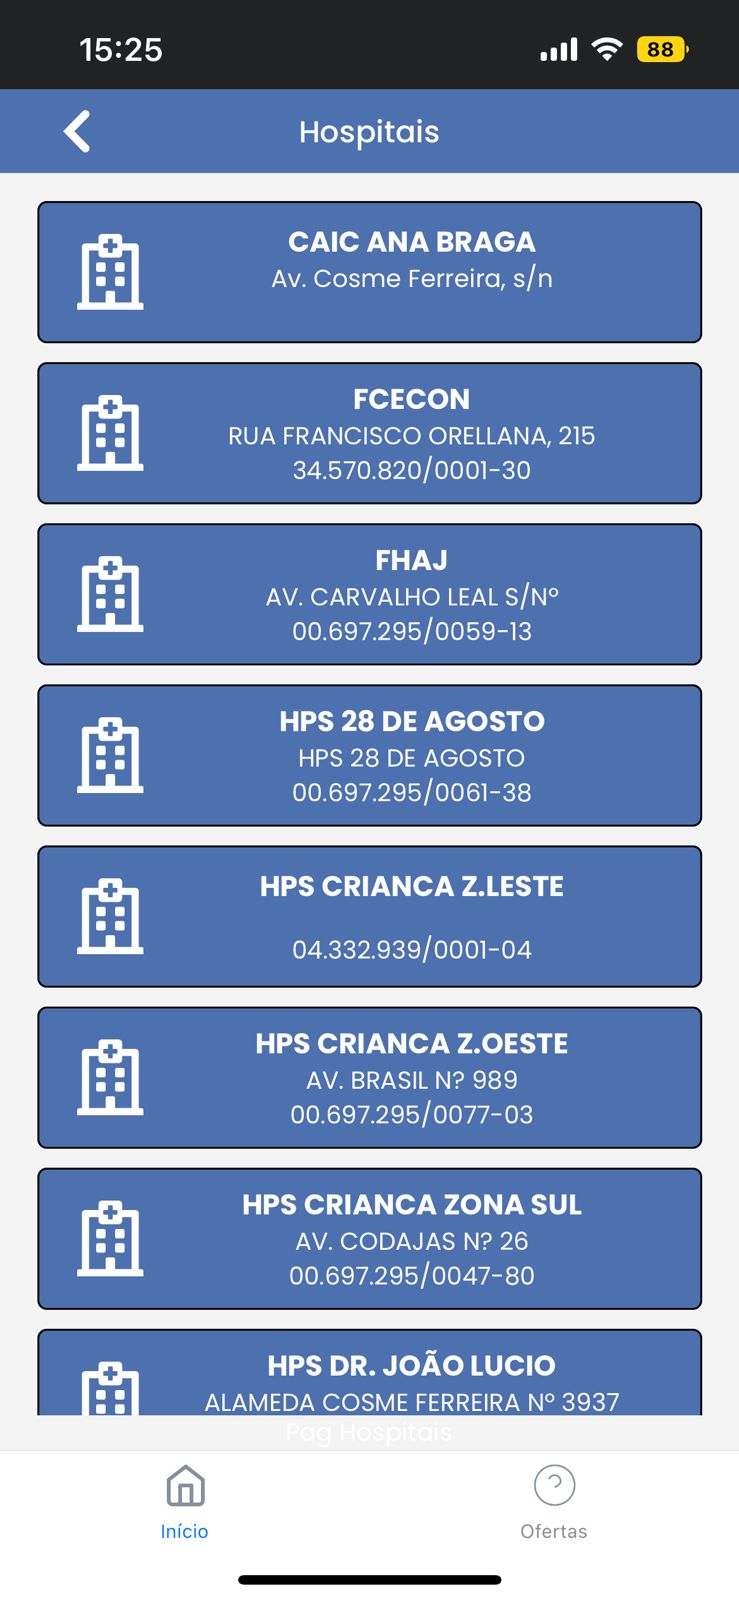 15:25
88
Hospitais
CAIC ANA BRAGA
Av. Cosme Ferreira, s/n
FCECON
RUA FRANCISCO ORELLANA, 215
34.570.820/0001-30
FHAJ
AV. CARVALHO LEAL S/Nº
00.697.295/0059-13
HPS 28 DE AGOSTO
HPS 28 DE AGOSTO
00.697.295/0061-38
HPS CRIANCA Z.LESTE
04.332.939/0001-04
HPS CRIANCA Z.OESTE
AV. BRASIL N? 989
00.697.295/0077-03
HPS CRIANCA ZONA SUL
AV. CODAJAS N? 26
00.697.295/0047-80
HPS DR. JOÃO LUCIO
ALAMEDA COSME FERREIRA Nº 3937
Pag Hospitais
Início
Ofertas